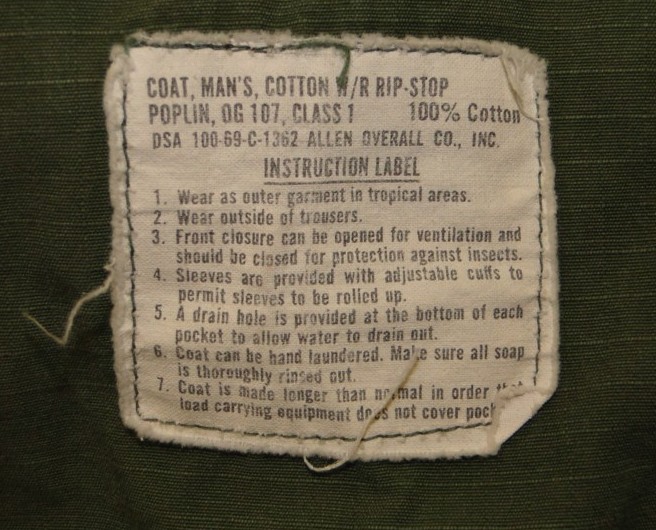 COAT, MAN'S, COTTON W/R RIP-STOP
POPLIN, OG 107, CLASS 1 100% Cotton
DSA 100-69-C-1362 ALLEN OVERALL CO., INC.
INSTRUCTION LABEL
1. Wear as outer garment in tropical areas.
2. Wear outside of trousers.
3. Front closure can be opened for ventilation and
should be closed for protection against insects.
4. Sleeves are provided with adjustable cuffs to
permit sleeves to be rolled up.
5. A drain hole is provided at the bottom of each
pocket to allow water to drain out.
6. Coat can be hand laundered. Make sure all soap
is thoroughly rinsed out.
7. Coat is made longer than normal in order that
load carrying equipment does not cover